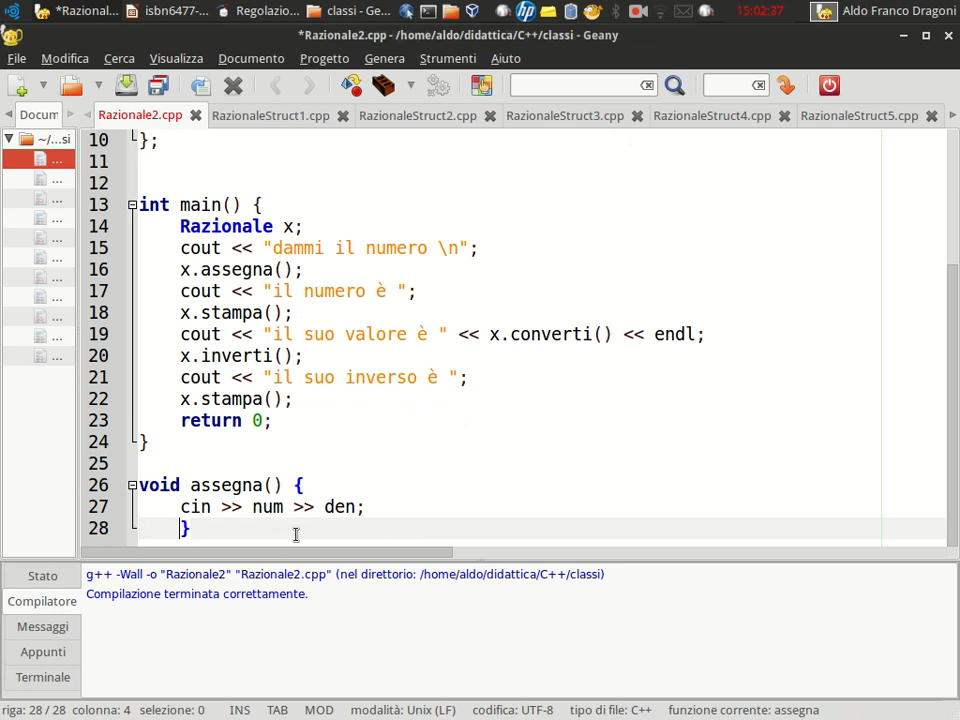 *Razional...
isbn6477-...
Regolazio...
classi - Gea...
15:02:37
Aldo Franco Dragoni
*Razionale2.cpp - /home/aldo/didattica/C++/classi - Geany
File Modifica Cerca Visualizza Documento Progetto Genera Strumenti Aiuto
Docum
Razionale2.cpp RazionaleStruct1.cpp RazionaleStruct2.cpp RazionaleStruct3.cpp RazionaleStruct4.cpp RazionaleStruct5.cpp
~/...si
...
...
...
...
...
...
...
...
...
...
...
10 };
11
12
13 int main() {
14 Razionale x;
15 cout << "dammi il numero \n";
16 x.assegna();
17 cout << "il numero è ";
18 x.stampa();
19 cout << "il suo valore è " << x.converti() << endl;
20 x.inverti();
21 cout << "il suo inverso è ";
22 x.stampa();
23 return 0;
24 }
25
26 void assegna() {
27 cin >> num >> den;
28 }
Stato
Compilatore
Messaggi
Appunti
Terminale
g++ -Wall -o "Razionale2" "Razionale2.cpp" (nel direttorio: /home/aldo/didattica/C++/classi)
Compilazione terminata correttamente.
riga: 28 / 28 colonna: 4 selezione: 0 INS TAB MOD modalità: Unix (LF) codifica: UTF-8 tipo di file: C++ funzione corrente: assegna